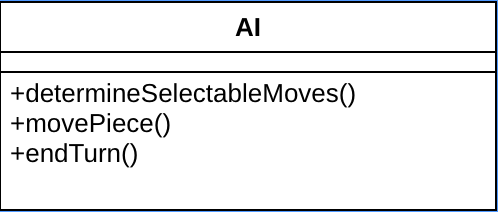 AI
+determineSelectableMoves()
+movePiece()
+endTurn()